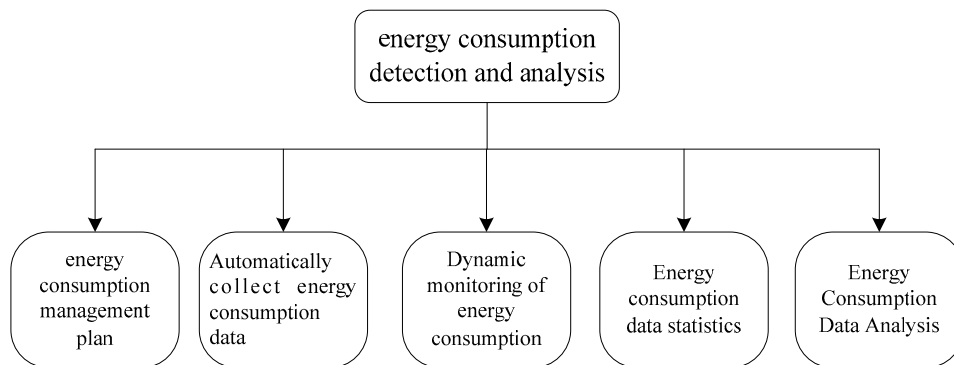 energy consumption
detection and analysis
energy
consumption
management
plan
Automatically
collect energy
consumption
data
Dynamic
monitoring of
energy
consumption
Energy
consumption
data statistics
Energy
Consumption
Data Analysis